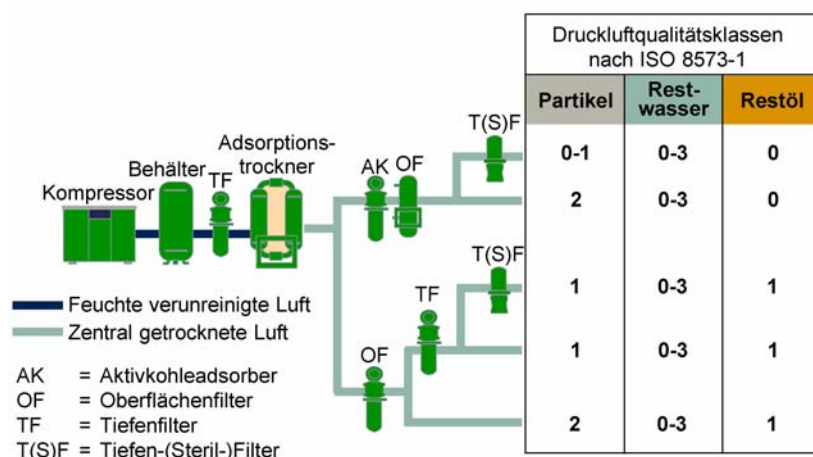 Druckluftqualitätsklassen
nach ISO 8573-1
Partikel Rest-
wasser Restöl
T(S)F
0-1 0-3 0
Adsorptions-
trockner
Behälter
Kompressor
TF
AK OF
2 0-3 0
T(S)F
1 0-3 1
TF
Feuchte verunreinigte Luft
Zentral getrocknete Luft
OF
1 0-3 1
AK = Aktivkohleadsorber
OF = Oberflächenfilter
TF = Tiefenfilter
T(S)F = Tiefen-(Steril-)Filter
2 0-3 1